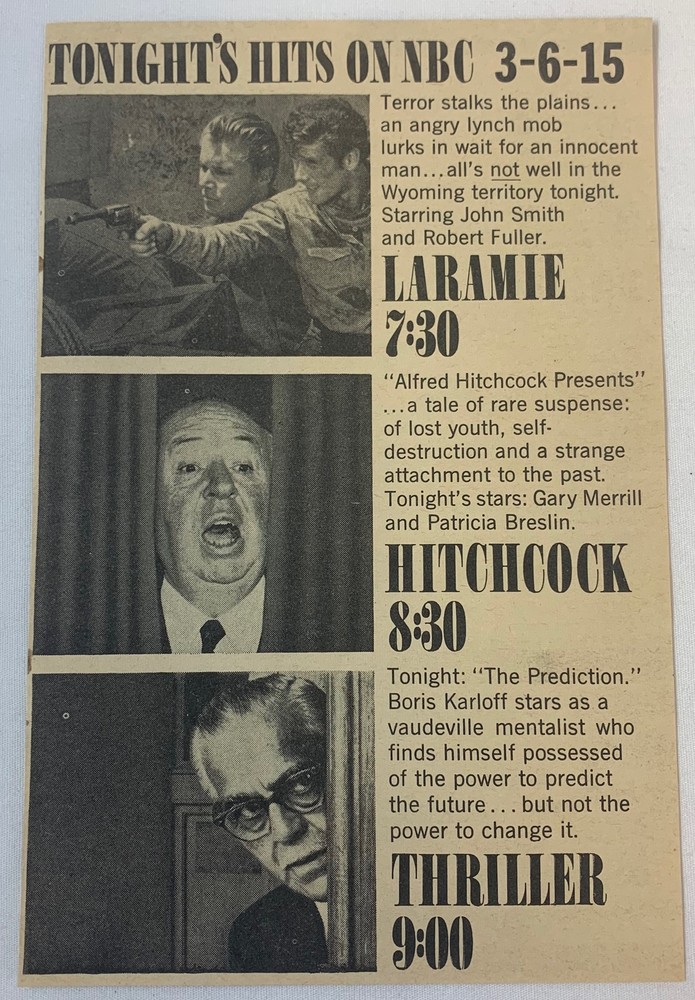 TONIGHT'S HITS ON NBC 3-6-15
Terror stalks the plains...
an angry lynch mob
lurks in wait for an innocent
man...all's not well in the
Wyoming territory tonight.
Starring John Smith
and Robert Fuller.
LARAMIE
7:30
“Alfred Hitchcock Presents”
...a tale of rare suspense:
of lost youth, self-
destruction and a strange
attachment to the past.
Tonight's stars: Gary Merrill
and Patricia Breslin.
HITCHCOCK
8:30
Tonight: “The Prediction.”
Boris Karloff stars as a
vaudeville mentalist who
finds himself possessed
of the power to predict
the future...but not the
power to change it.
THRILLER
9:00